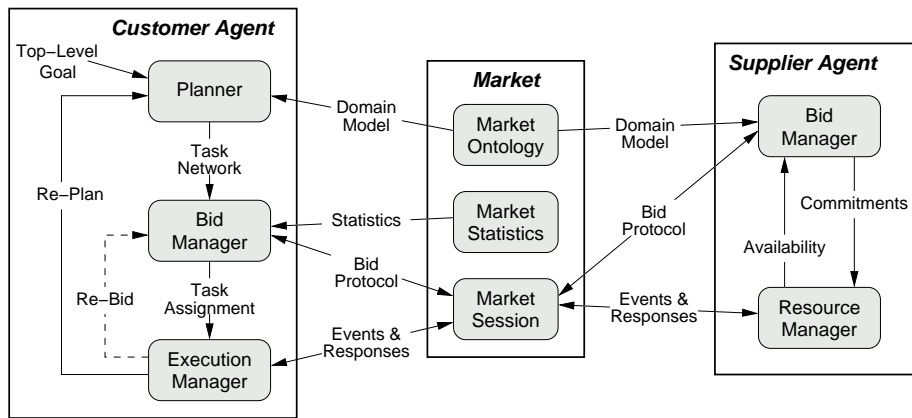 Customer Agent
Top–Level
Goal
Planner
Task
Network
Re–Plan
Bid
Manager
Re–Bid
Task
Assignment
Execution
Manager
Domain
Model
Statistics
Bid
Protocol
Events &
Responses
Market
Market
Ontology
Market
Statistics
Market
Session
Domain
Model
Bid
Protocol
Events &
Responses
Supplier Agent
Bid
Manager
Commitments
Availability
Resource
Manager